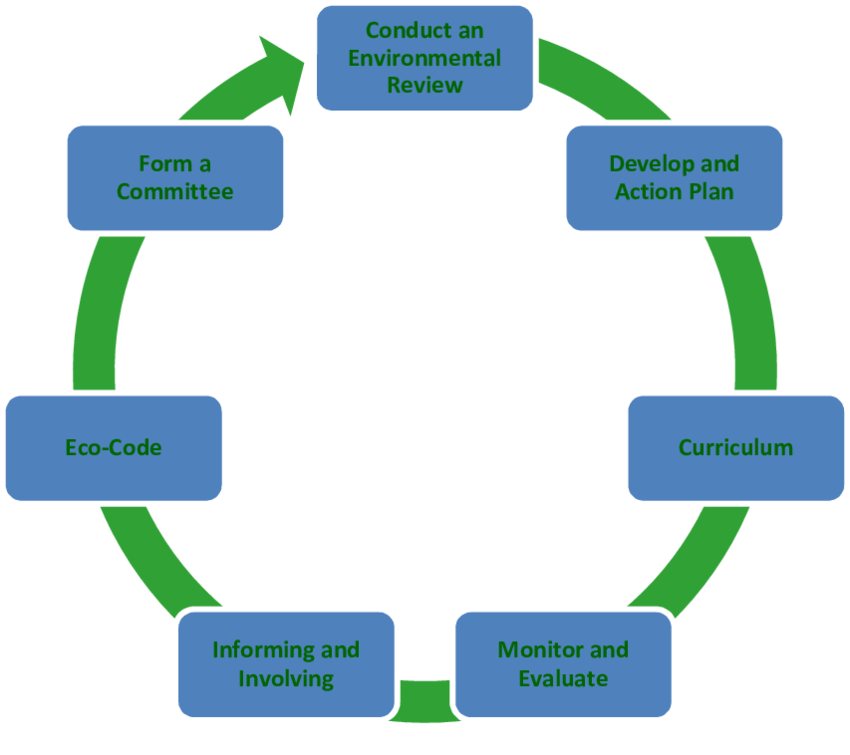 Conduct an
Environmental
Review
Develop and
Action Plan
Curriculum
Monitor and
Evaluate
Informing and
Involving
Eco-Code
Form a
Committee